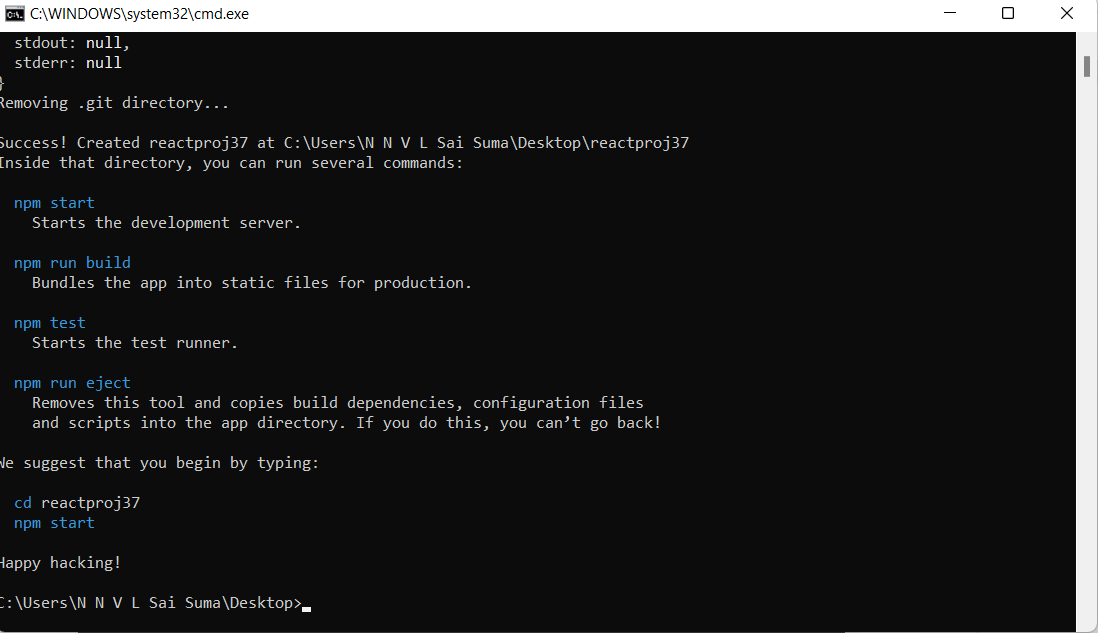 C:\WINDOWS\system32\cmd.exe
stdout: null,
stderr: null
}
Removing .git directory...
Success! Created reactproj37 at C:\Users\N N V L Sai Suma\Desktop\reactproj37
Inside that directory, you can run several commands:
npm start
Starts the development server.
npm run build
Bundles the app into static files for production.
npm test
Starts the test runner.
npm run eject
Removes this tool and copies build dependencies, configuration files
and scripts into the app directory. If you do this, you can’t go back!
We suggest that you begin by typing:
cd reactproj37
npm start
Happy hacking!
C:\Users\N N V L Sai Suma\Desktop>